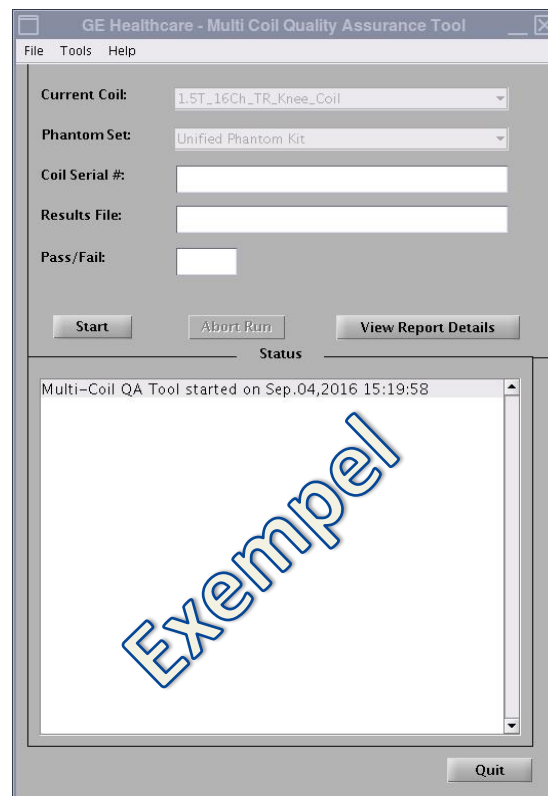 GE Healthcare - Multi Coil Quality Assurance Tool
File Tools Help
Current Coil: 1.5T_16Ch_TR_Knee_Coil
Phantom Set: Unified Phantom Kit
Coil Serial #:
Results File:
Pass/Fail:
Start Abort Run View Report Details
Status
Multi-Coil QA Tool started on Sep.04,2016 15:19:58
Exempel
Quit